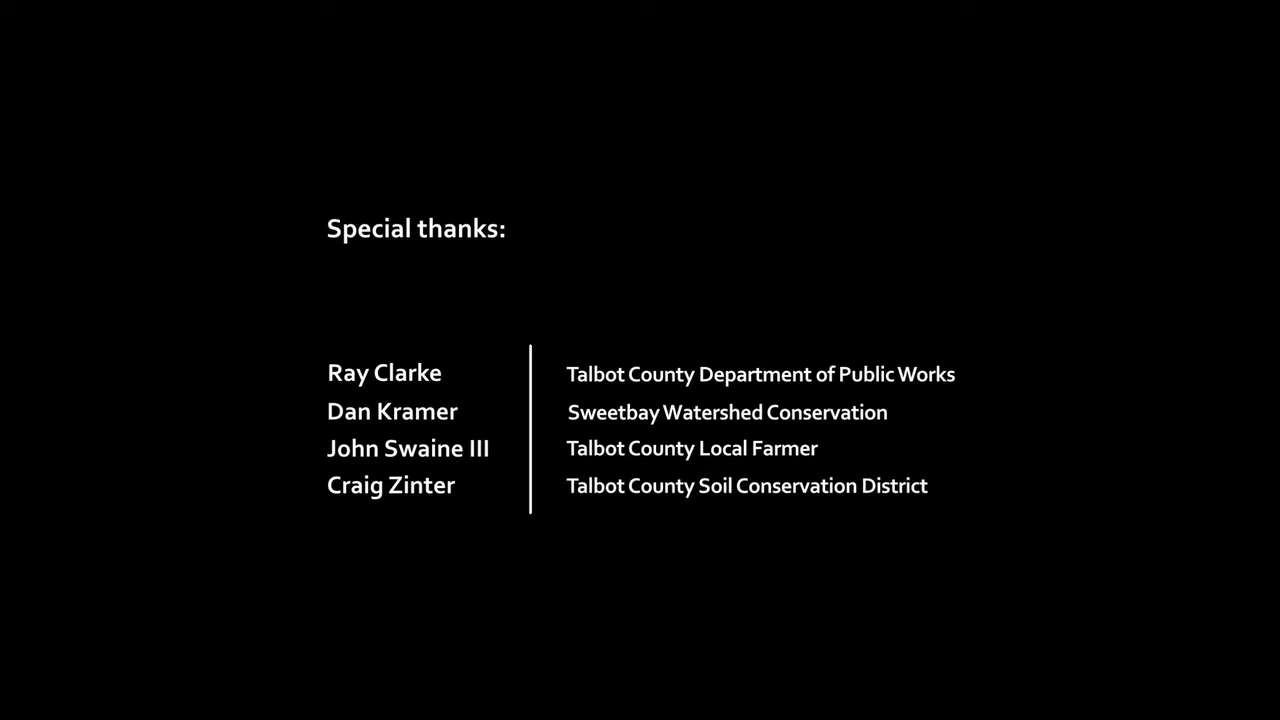 Special thanks:
Ray Clarke Talbot County Department of Public Works
Dan Kramer Sweetbay Watershed Conservation
John Swaine III Talbot County Local Farmer
Craig Zinter Talbot County Soil Conservation District